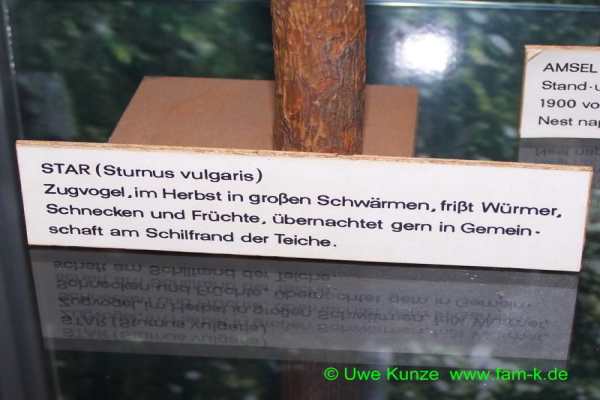 STAR (Sturnus vulgaris)
Zugvogel, im Herbst in großen Schwärmen, frißt Würmer,
Schnecken und Früchte, übernachtet gern in Gemein-
schaft am Schilfrand der Teiche.
AMSEL
Stand-
1900 vo
Nest na
© Uwe Kunze www.fam-k.de